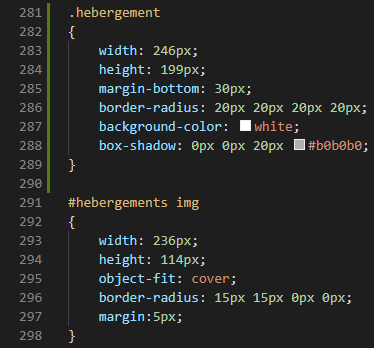 281 .hebergement
282 {
283 width: 246px;
284 height: 199px;
285 margin-bottom: 30px;
286 border-radius: 20px 20px 20px 20px;
287 background-color: white;
288 box-shadow: 0px 0px 20px #b0b0b0;
289 }
290
291 #hebergements img
292 {
293 width: 236px;
294 height: 114px;
295 object-fit: cover;
296 border-radius: 15px 15px 0px 0px;
297 margin:5px;
298 }